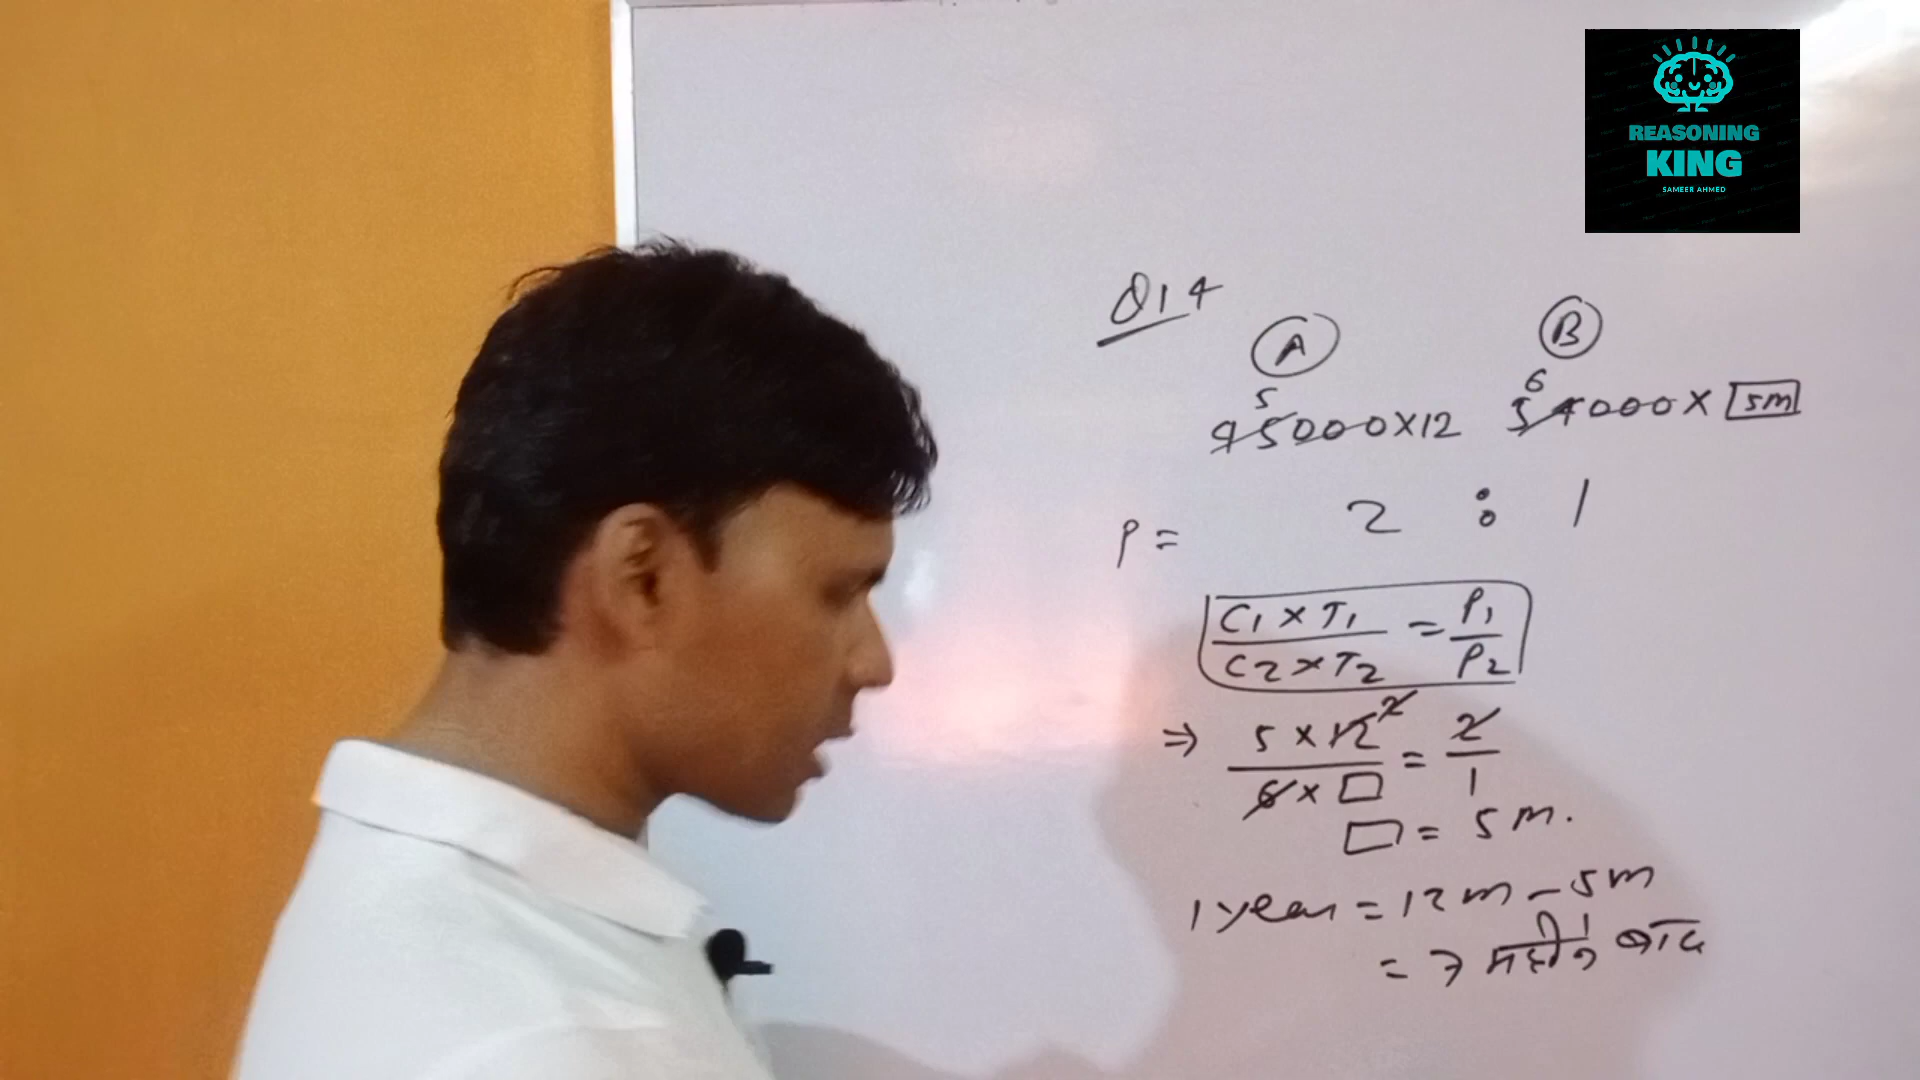 REASONING
KING
SAMEER AHMED
Q14
A B
5 6
45000×12 54000× 5m
P = 2 : 1
C1 × T1 / C2 × T2 = P1 / P2
⇒ 5 × 12 2 / 6 × □ = 2 / 1
□ = 5 m.
1 year = 12 m - 5 m
= 7 महीने बाद